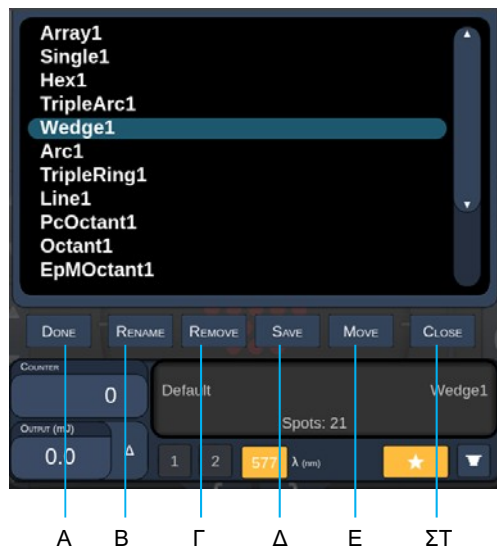 Array1
Single1
Hex1
TripleArc1
Wedge1
Arc1
TripleRing1
Line1
PcOctant1
Octant1
EpMOctant1
DONE RENAME REMOVE SAVE MOVE CLOSE
COUNTER
0
Default Wedge1
Spots: 21
OUTPUT (mJ)
0.0 Δ
1 2 577 λ (nm)
Α Β Γ Δ Ε ΣΤ